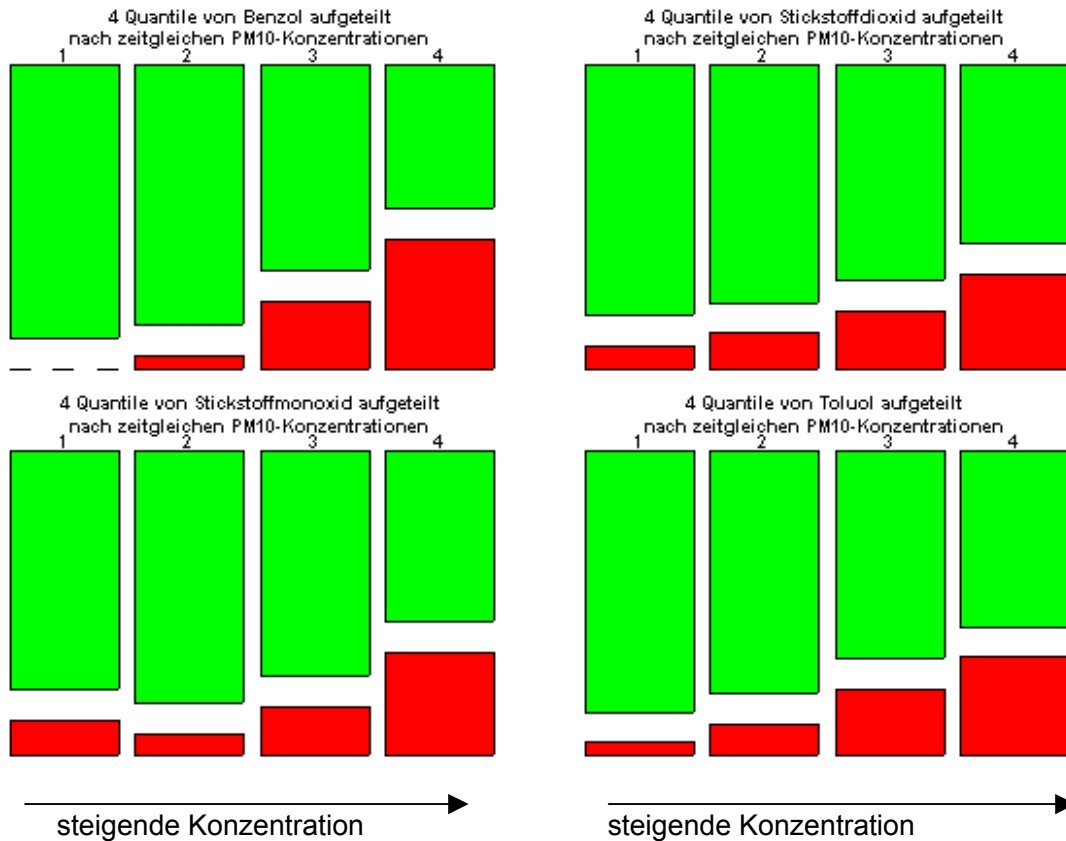 4 Quantile von Benzol aufgeteilt
nach zeitgleichen PM10-Konzentrationen
1 2 3 4
4 Quantile von Stickstoffdioxid aufgeteilt
nach zeitgleichen PM10-Konzentrationen
1 2 3 4
4 Quantile von Stickstoffmonoxid aufgeteilt
nach zeitgleichen PM10-Konzentrationen
1 2 3 4
4 Quantile von Toluol aufgeteilt
nach zeitgleichen PM10-Konzentrationen
1 2 3 4
steigende Konzentration
steigende Konzentration